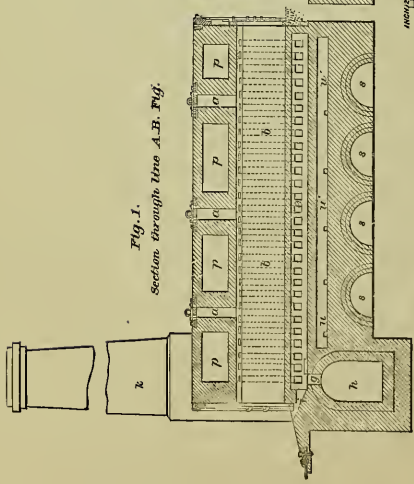 Fig. 1.
Section through line A.B. Fig.
k
p a p a p a p
b b
u u' u'
g
h s s s s